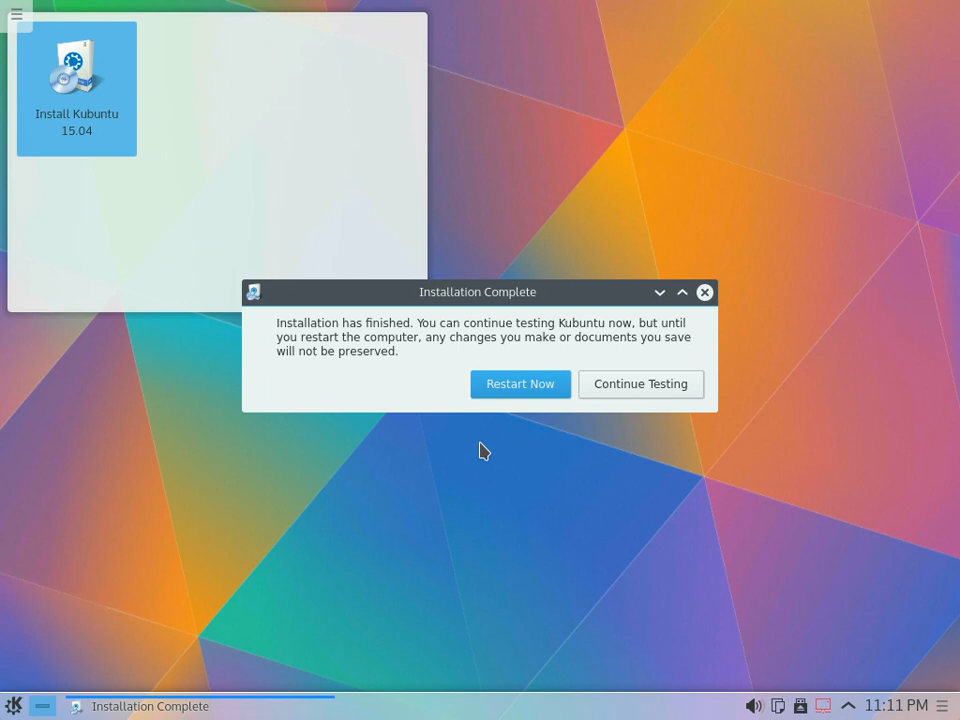 Install Kubuntu
15.04
Installation Complete
Installation has finished. You can continue testing Kubuntu now, but until
you restart the computer, any changes you make or documents you save
will not be preserved.
Restart Now
Continue Testing
Installation Complete
11:11 PM